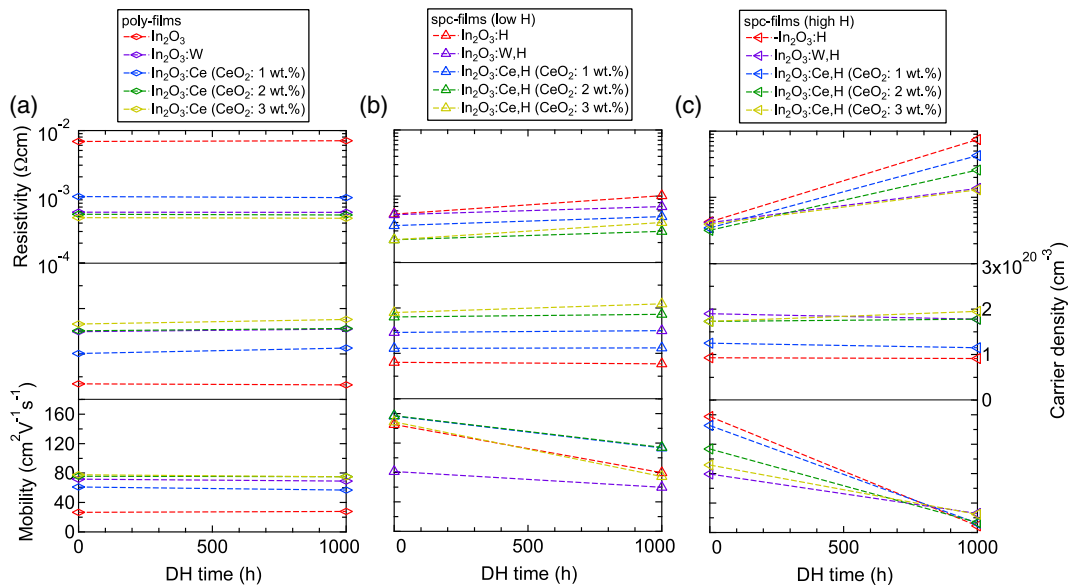 poly-films
In₂O₃
In₂O₃:W
In₂O₃:Ce (CeO₂: 1 wt.%)
In₂O₃:Ce (CeO₂: 2 wt.%)
In₂O₃:Ce (CeO₂: 3 wt.%)
spc-films (low H)
In₂O₃:H
In₂O₃:W,H
In₂O₃:Ce,H (CeO₂: 1 wt.%)
In₂O₃:Ce,H (CeO₂: 2 wt.%)
In₂O₃:Ce,H (CeO₂: 3 wt.%)
spc-films (high H)
-In₂O₃:H
In₂O₃:W,H
In₂O₃:Ce,H (CeO₂: 1 wt.%)
In₂O₃:Ce,H (CeO₂: 2 wt.%)
In₂O₃:Ce,H (CeO₂: 3 wt.%)
(a)
(b)
(c)
Resistivity (Ωcm)
10⁻²
10⁻³
10⁻⁴
Mobility (cm²V⁻¹s⁻¹)
160
120
80
40
0
Carrier density (cm⁻³)
3x10²⁰
2
1
0
0 500 1000
DH time (h)
0 500 1000
DH time (h)
0 500 1000
DH time (h)